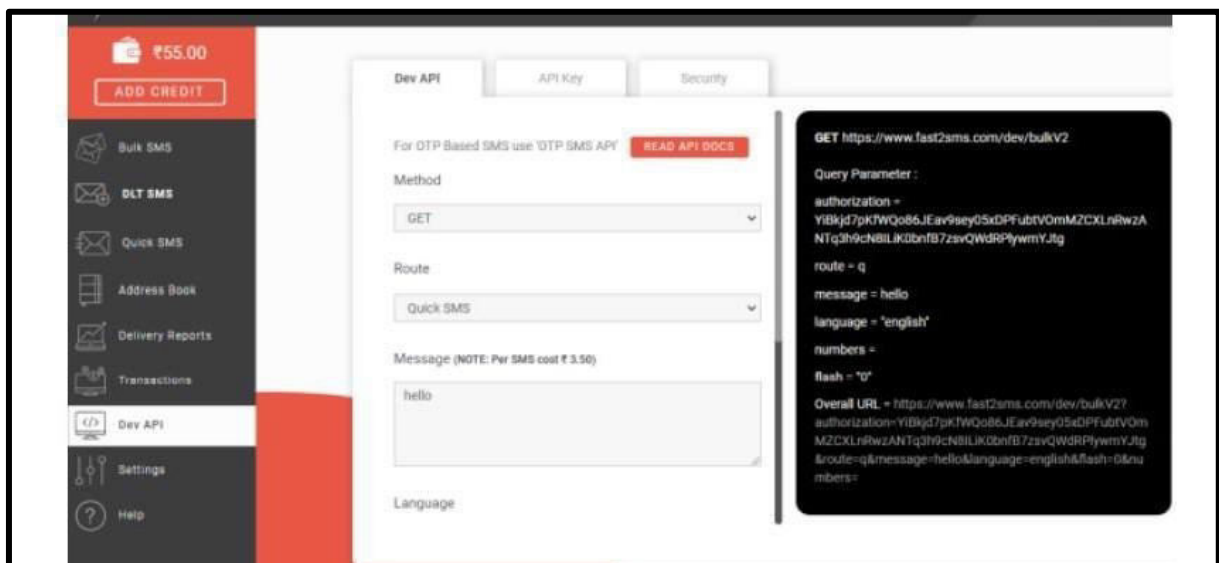 ₹55.00
ADD CREDIT
Bulk SMS
DLT SMS
Quick SMS
Address Book
Delivery Reports
Transactions
Dev API
Settings
Help
Dev API
API Key
Security
For OTP Based SMS use 'OTP SMS API'
READ API DOCS
Method
GET
Route
Quick SMS
Message (NOTE: Per SMS cost ₹ 3.50)
hello
Language
GET https://www.fast2sms.com/dev/bulkV2
Query Parameter :
authorization =
route = q
message = hello
language = "english"
numbers =
flash = "0"
Overall URL = https://www.fast2sms.com/dev/bulkV2?
authorization=
&route=q&message=hello&language=english&flash=0&nu
mbers=